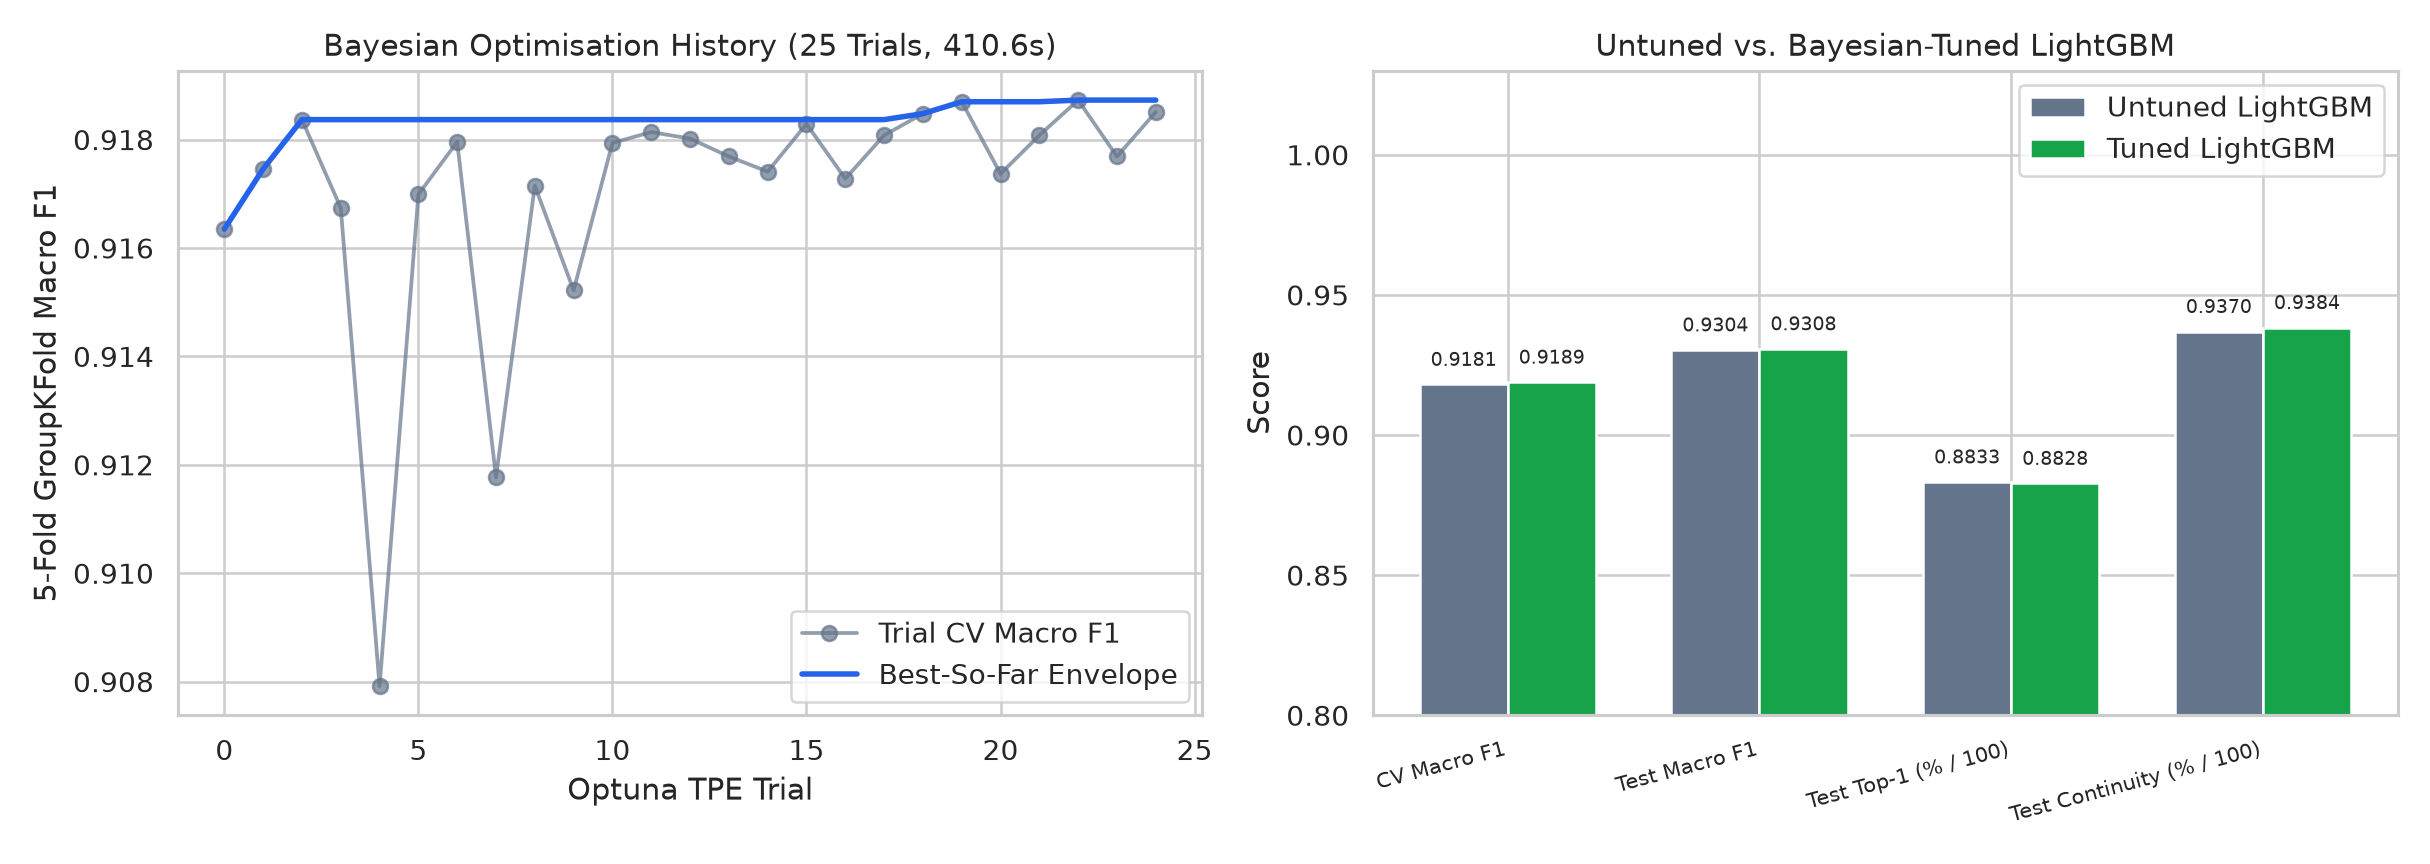 Bayesian Optimisation History (25 Trials, 410.6s)
5-Fold GroupKFold Macro F1
0.918
0.916
0.914
0.912
0.910
0.908
0
5
10
15
20
25
Optuna TPE Trial
Trial CV Macro F1
Best-So-Far Envelope
Untuned vs. Bayesian-Tuned LightGBM
Score
1.00
0.95
0.90
0.85
0.80
Untuned LightGBM
Tuned LightGBM
0.9181
0.9189
0.9304
0.9308
0.8833
0.8828
0.9370
0.9384
CV Macro F1
Test Macro F1
Test Top-1 (% / 100)
Test Continuity (% / 100)